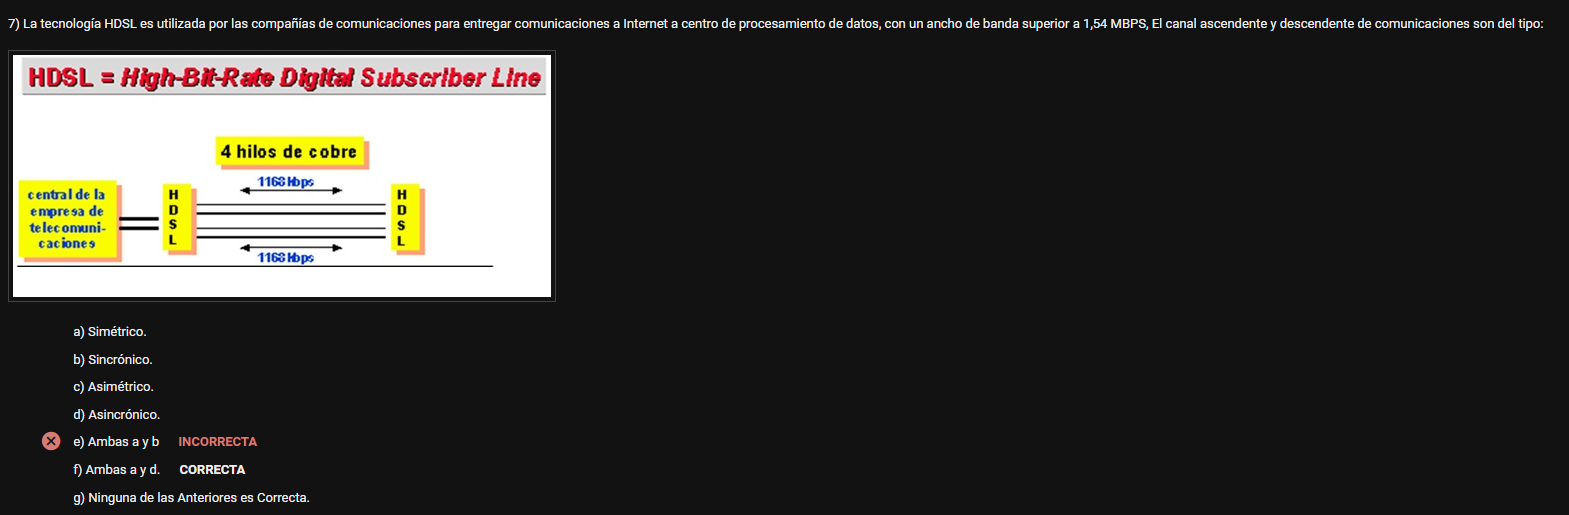 7) La tecnología HDSL es utilizada por las compañías de comunicaciones para entregar comunicaciones a Internet a centro de procesamiento de datos, con un ancho de banda superior a 1,54 MBPS, El canal ascendente y descendente de comunicaciones son del tipo:
HDSL = High-Bit-Rate Digital Subscriber Line
4 hilos de cobre
1168 Kbps
central de la
empresa de
telecomuni-
caciones
H
D
S
L
H
D
S
L
1168 Kbps
a) Simétrico.
b) Sincrónico.
c) Asimétrico.
d) Asincrónico.
e) Ambas a y b INCORRECTA
f) Ambas a y d. CORRECTA
g) Ninguna de las Anteriores es Correcta.